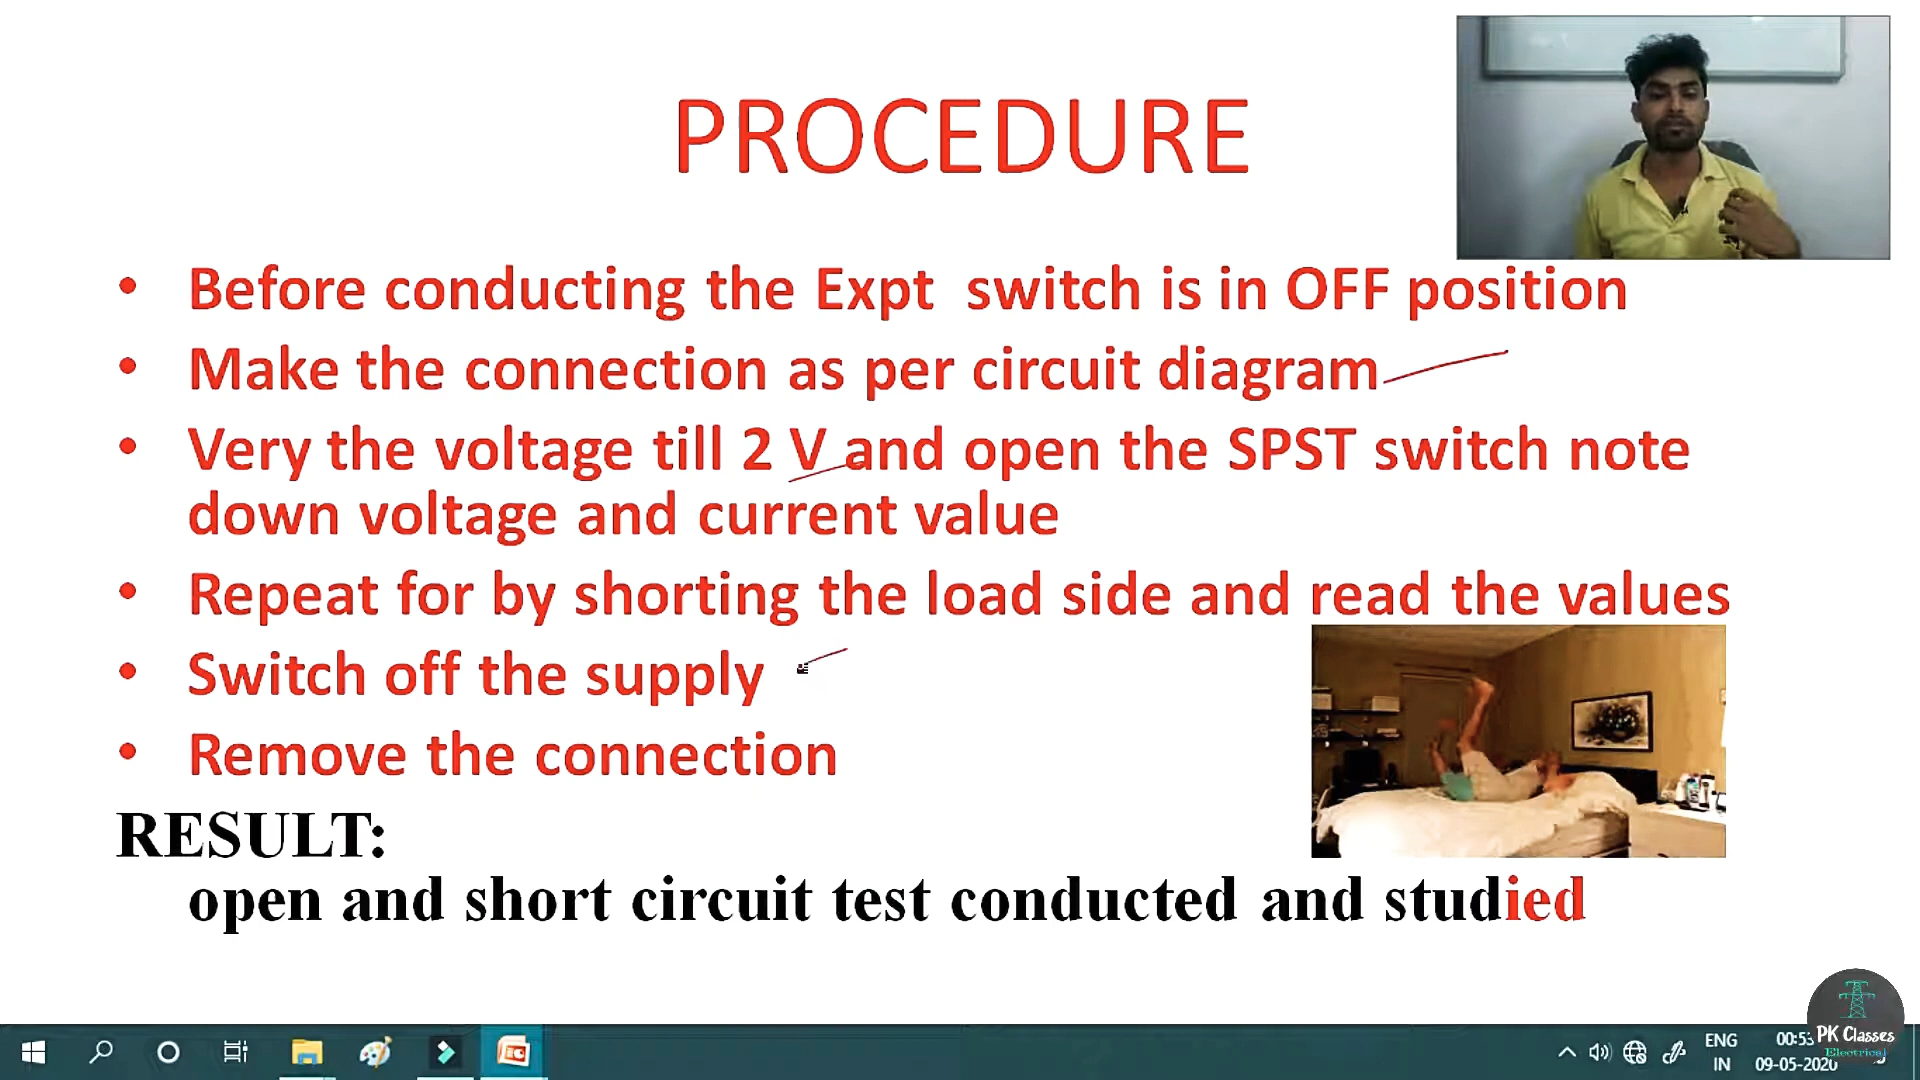 PROCEDURE
• Before conducting the Expt switch is in OFF position
• Make the connection as per circuit diagram
• Very the voltage till 2 V and open the SPST switch note
down voltage and current value
• Repeat for by shorting the load side and read the values
• Switch off the supply
• Remove the connection
RESULT:
open and short circuit test conducted and studied
PK Classes
Electrical
ENG
IN
00:53
09-05-2020